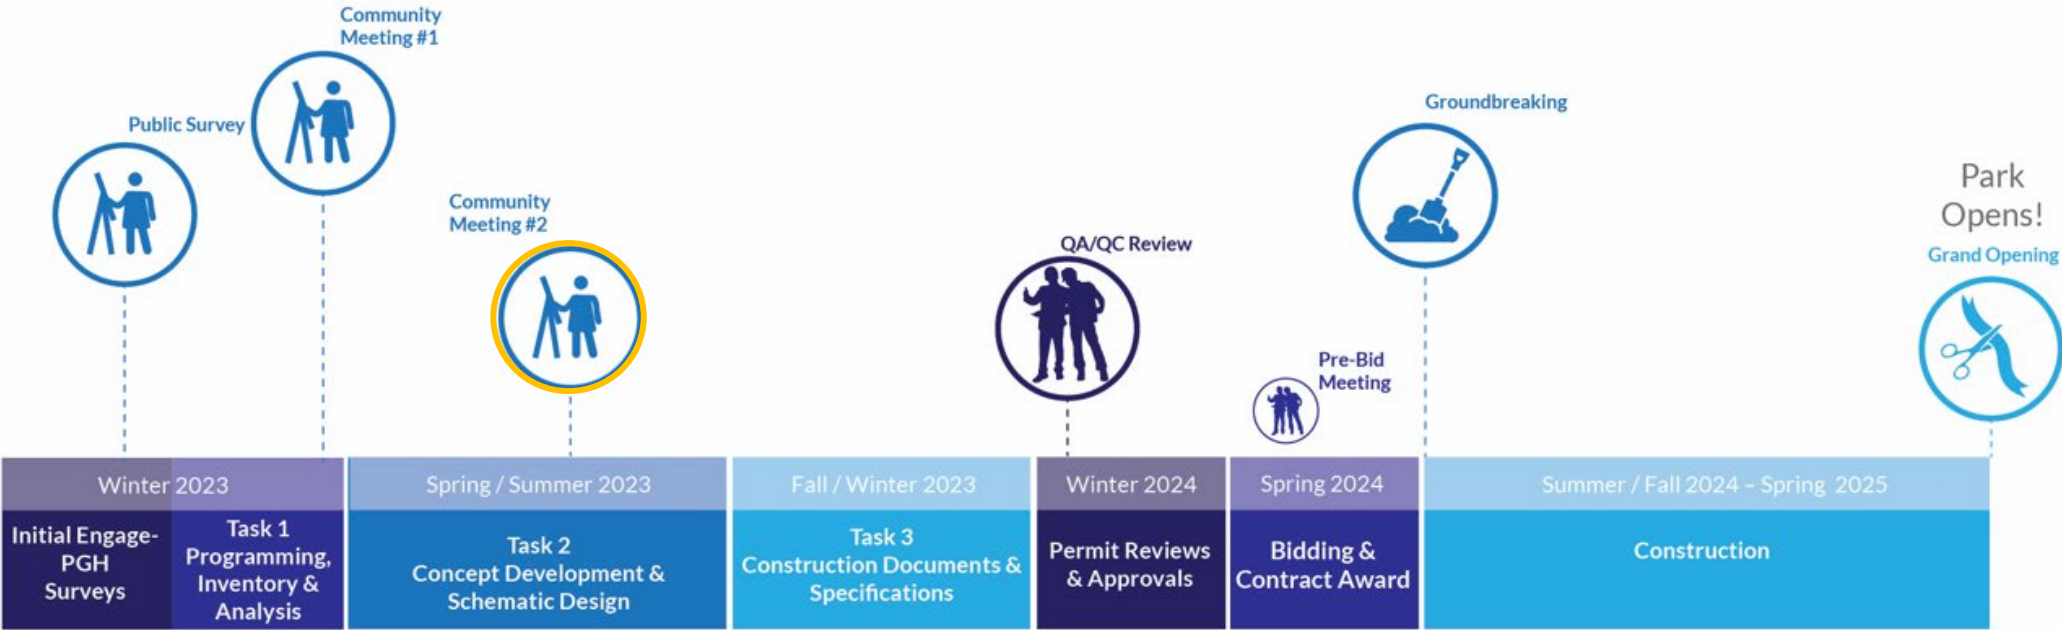 Community
Meeting #1
Public Survey
Community
Meeting #2
QA/QC Review
Pre-Bid
Meeting
Groundbreaking
Park
Opens!
Grand Opening
Winter 2023
Spring / Summer 2023
Fall / Winter 2023
Winter 2024
Spring 2024
Summer / Fall 2024 – Spring 2025
Initial Engage-
PGH
Surveys
Task 1
Programming,
Inventory &
Analysis
Task 2
Concept Development &
Schematic Design
Task 3
Construction Documents &
Specifications
Permit Reviews
& Approvals
Bidding &
Contract Award
Construction